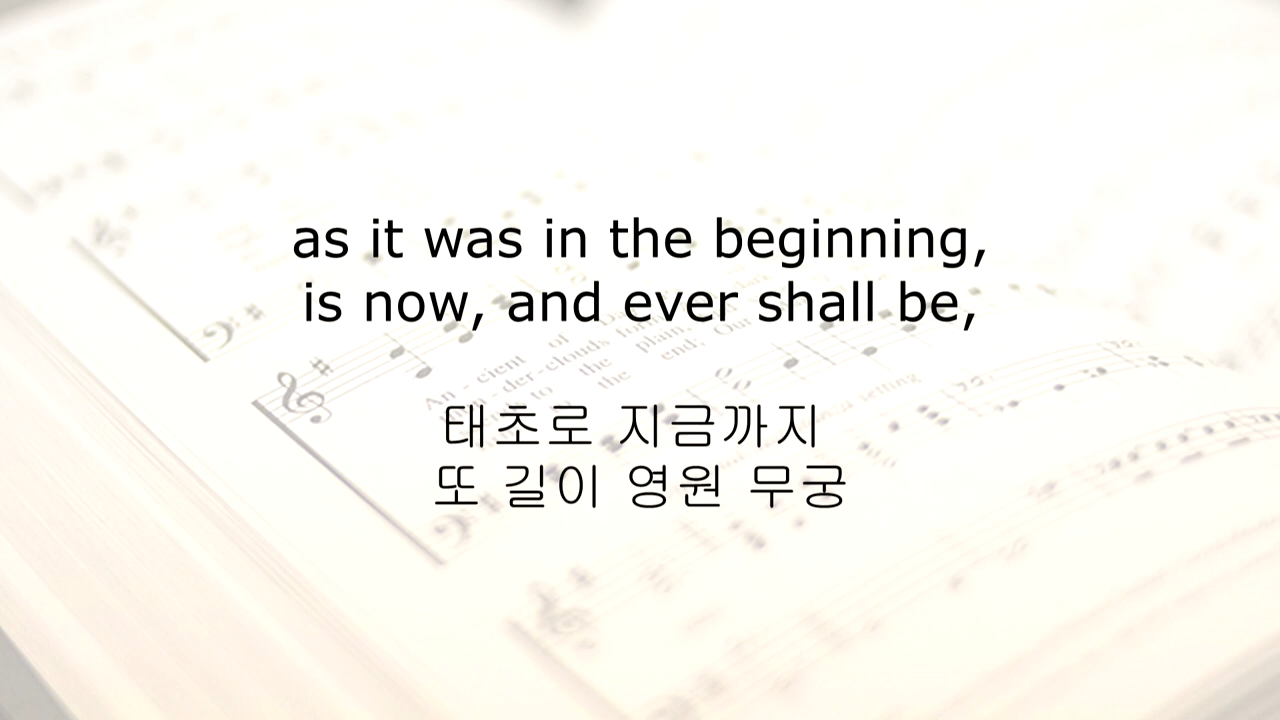 as it was in the beginning,
is now, and ever shall be,
태초로 지금까지
또 길이 영원 무궁